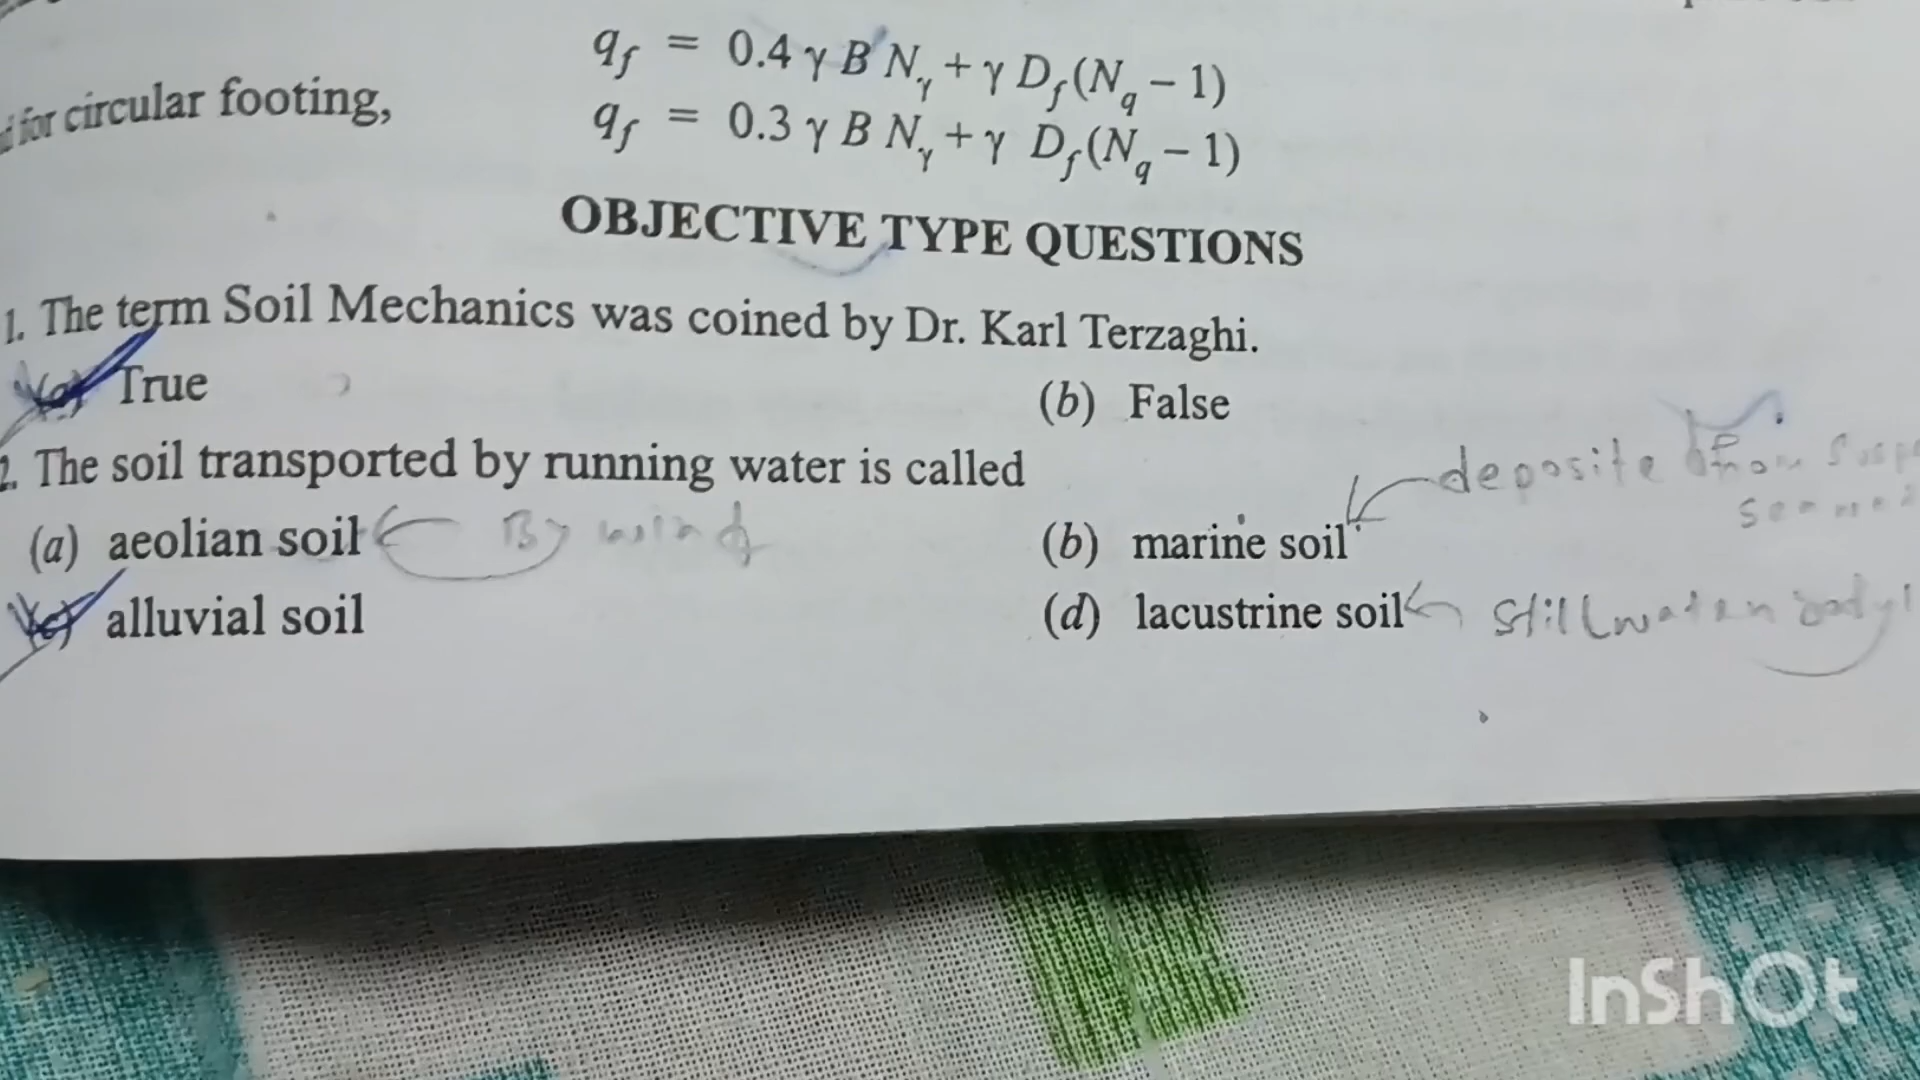 q_f = 0.4 γ B N_γ + γ D_f (N_q − 1)
for circular footing,
q_f = 0.3 γ B N_γ + γ D_f (N_q − 1)
OBJECTIVE TYPE QUESTIONS
1. The term Soil Mechanics was coined by Dr. Karl Terzaghi.
(a) True (b) False
2. The soil transported by running water is called
deposite from
(a) aeolian soil By wind (b) marine soil
(c) alluvial soil (d) lacustrine soil still water body
InShOt